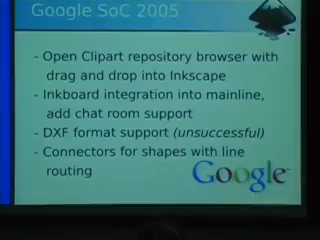 Google SoC 2005
- Open Clipart repository browser with
drag and drop into Inkscape
- Inkboard integration into mainline,
add chat room support
- DXF format support (unsuccessful)
- Connectors for shapes with line
routing
Google